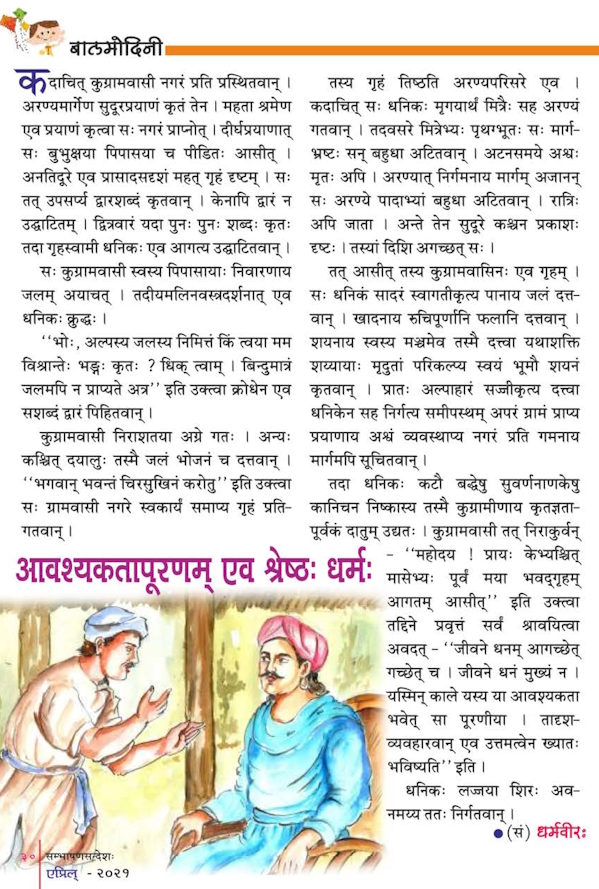 बालमोदिनी
कदाचित् कुग्रामवासी नगरं प्रति प्रस्थितवान् ।
अरण्यमार्गेण सुदूरप्रयाणं कृतं तेन । महता श्रमेण
एव प्रयाणं कृत्वा सः नगरं प्राप्नोत् । दीर्घप्रयाणात्
सः बुभुक्षया पिपासया च पीडितः आसीत् ।
अनतिदूरे एव प्रासादसदृशं महत् गृहं दृष्टम् । सः
तत् उपसर्प्य द्वारशब्दं कृतवान् । केनापि द्वारं न
उद्घाटितम् । द्वित्रवारं यदा पुनः पुनः शब्दः कृतः
तदा गृहस्वामी धनिकः एव आगत्य उद्घाटितवान् ।
सः कुग्रामवासी स्वस्य पिपासायाः निवारणाय
जलम् अयाचत् । तदीयमलिनवस्त्रदर्शनात् एव
धनिकः क्रुद्धः ।
‘‘भोः, अल्पस्य जलस्य निमित्तं किं त्वया मम
विश्रान्तेः भङ्गः कृतः ? धिक् त्वाम् । बिन्दुमात्रं
जलमपि न प्राप्यते अत्र’’ इति उक्त्वा क्रोधेन एव
सशब्दं द्वारं पिहितवान् ।
कुग्रामवासी निराशतया अग्रे गतः । अन्यः
कश्चित् दयालुः तस्मै जलं भोजनं च दत्तवान् ।
‘‘भगवान् भवन्तं चिरसुखिनं करोतु’’ इति उक्त्वा
सः ग्रामवासी नगरे स्वकार्यं समाप्य गृहं प्रति-
गतवान् ।
आवश्यकतापूरणम् एव श्रेष्ठः धर्मः
तस्य गृहं तिष्ठति अरण्यपरिसरे एव ।
कदाचित् सः धनिकः मृगयार्थं मित्रैः सह अरण्यं
गतवान् । तदवसरे मित्रेभ्यः पृथग्भूतः सः मार्ग-
भ्रष्टः सन् बहुधा अटितवान् । अटनसमये अश्वः
मृतः अपि । अरण्यात् निर्गमनाय मार्गम् अजानन्
सः अरण्ये पादाभ्यां बहुधा अटितवान् । रात्रिः
अपि जाता । अन्ते तेन सुदूरे कश्चन प्रकाशः
दृष्टः । तस्यां दिशि अगच्छत् सः ।
तत् आसीत् तस्य कुग्रामवासिनः एव गृहम् ।
सः धनिकं सादरं स्वागतीकृत्य पानाय जलं दत्त-
वान् । खादनाय रुचिपूर्णानि फलानि दत्तवान् ।
शयनाय स्वस्य मञ्चमेव तस्मै दत्त्वा यथाशक्ति
शय्यायाः मृदुतां परिकल्प्य स्वयं भूमौ शयनं
कृतवान् । प्रातः अल्पाहारं सज्जीकृत्य दत्त्वा
धनिकेन सह निर्गत्य समीपस्थम् अपरं ग्रामं प्राप्य
प्रयाणाय अश्वं व्यवस्थाप्य नगरं प्रति गमनाय
मार्गमपि सूचितवान् ।
तदा धनिकः कटौ बद्धेषु सुवर्णनाणकेषु
कानिचन निष्कास्य तस्मै कुग्रामीणाय कृतज्ञता-
पूर्वकं दातुम् उद्यतः । कुग्रामवासी तत् निराकुर्वन्
- ‘‘महोदय ! प्रायः केभ्यश्चित्
मासेभ्यः पूर्वं मया भवद्गृहम्
आगतम् आसीत्’’ इति उक्त्वा
तद्दिने प्रवृत्तं सर्वं श्रावयित्वा
अवदत् - ‘‘जीवने धनम् आगच्छेत्
गच्छेत् च । जीवने धनं मुख्यं न ।
यस्मिन् काले यस्य या आवश्यकता
भवेत् सा पूरणीया । तादृश-
व्यवहारवान् एव उत्तमत्वेन ख्यातः
भविष्यति’’ इति ।
धनिकः लज्जया शिरः अव-
नमय्य ततः निर्गतवान् ।
● (सं) धर्मवीरः
३० सम्भाषणसन्देशः
एप्रिल् - २०२१